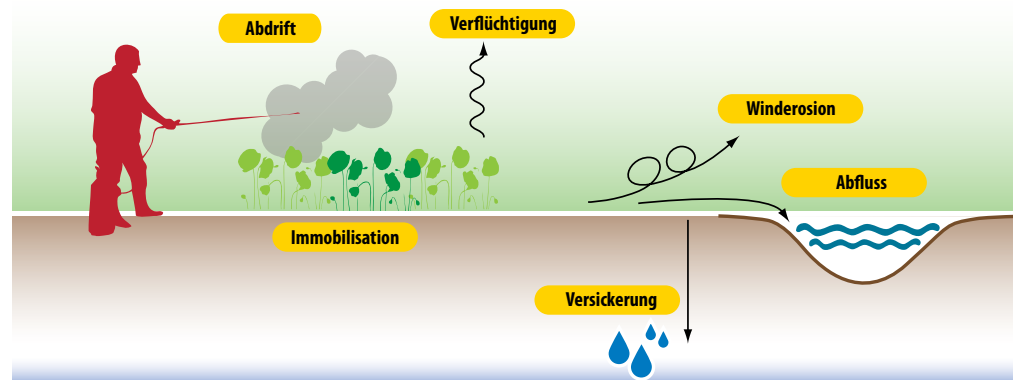 Abdrift
Verflüchtigung
Winderosion
Abfluss
Immobilisation
Versickerung